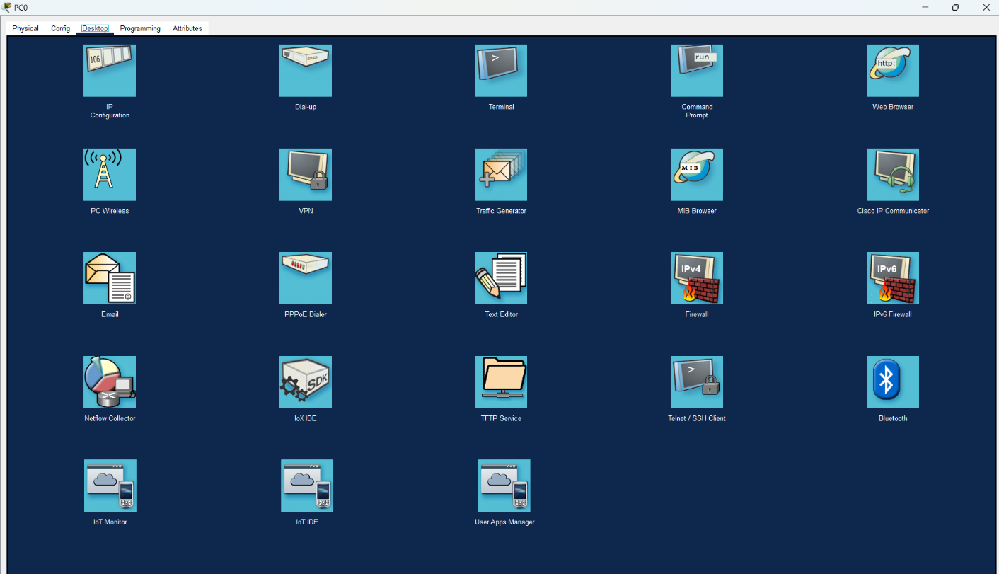 PC0
Physical Config Desktop Programming Attributes
106
run
http:
IP
Configuration
Dial-up
Terminal
Command
Prompt
Web Browser
MIB
PC Wireless
VPN
Traffic Generator
MIB Browser
Cisco IP Communicator
IPv4
IPv6
@
Email
PPPoE Dialer
Text Editor
Firewall
IPv6 Firewall
SDK
>
Netflow Collector
IoX IDE
TFTP Service
Telnet / SSH Client
Bluetooth
IoT Monitor
IoT IDE
User Apps Manager